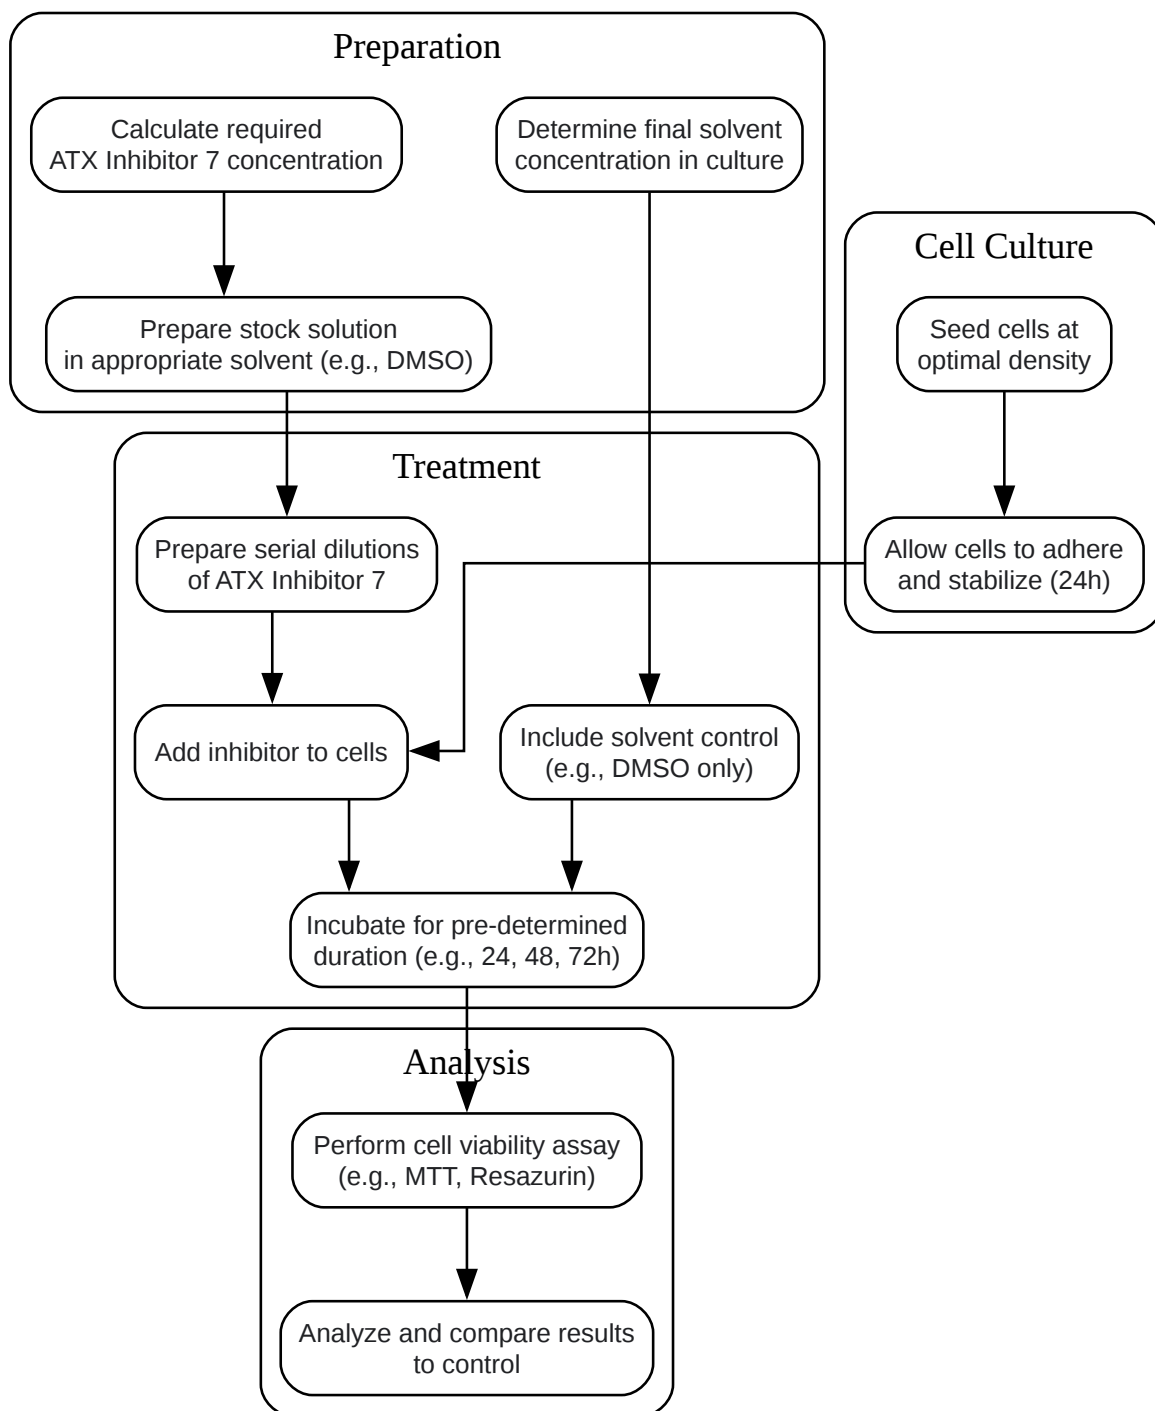 Preparation
Calculate required
ATX Inhibitor 7 concentration
Determine final solvent
concentration in culture
Prepare stock solution
in appropriate solvent (e.g., DMSO)
Cell Culture
Seed cells at
optimal density
Allow cells to adhere
and stabilize (24h)
Treatment
Prepare serial dilutions
of ATX Inhibitor 7
Add inhibitor to cells
Include solvent control
(e.g., DMSO only)
Incubate for pre-determined
duration (e.g., 24, 48, 72h)
Analysis
Perform cell viability assay
(e.g., MTT, Resazurin)
Analyze and compare results
to control